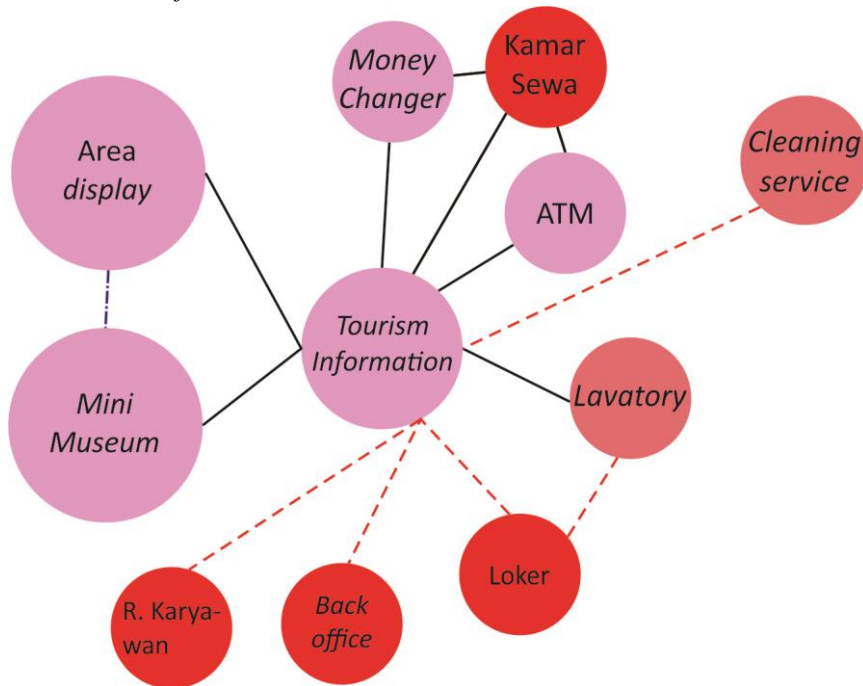 Money
Changer
Kamar
Sewa
Area
display
Cleaning
service
ATM
Tourism
Information
Mini
Museum
Lavatory
R. Karya-
wan
Back
office
Loker